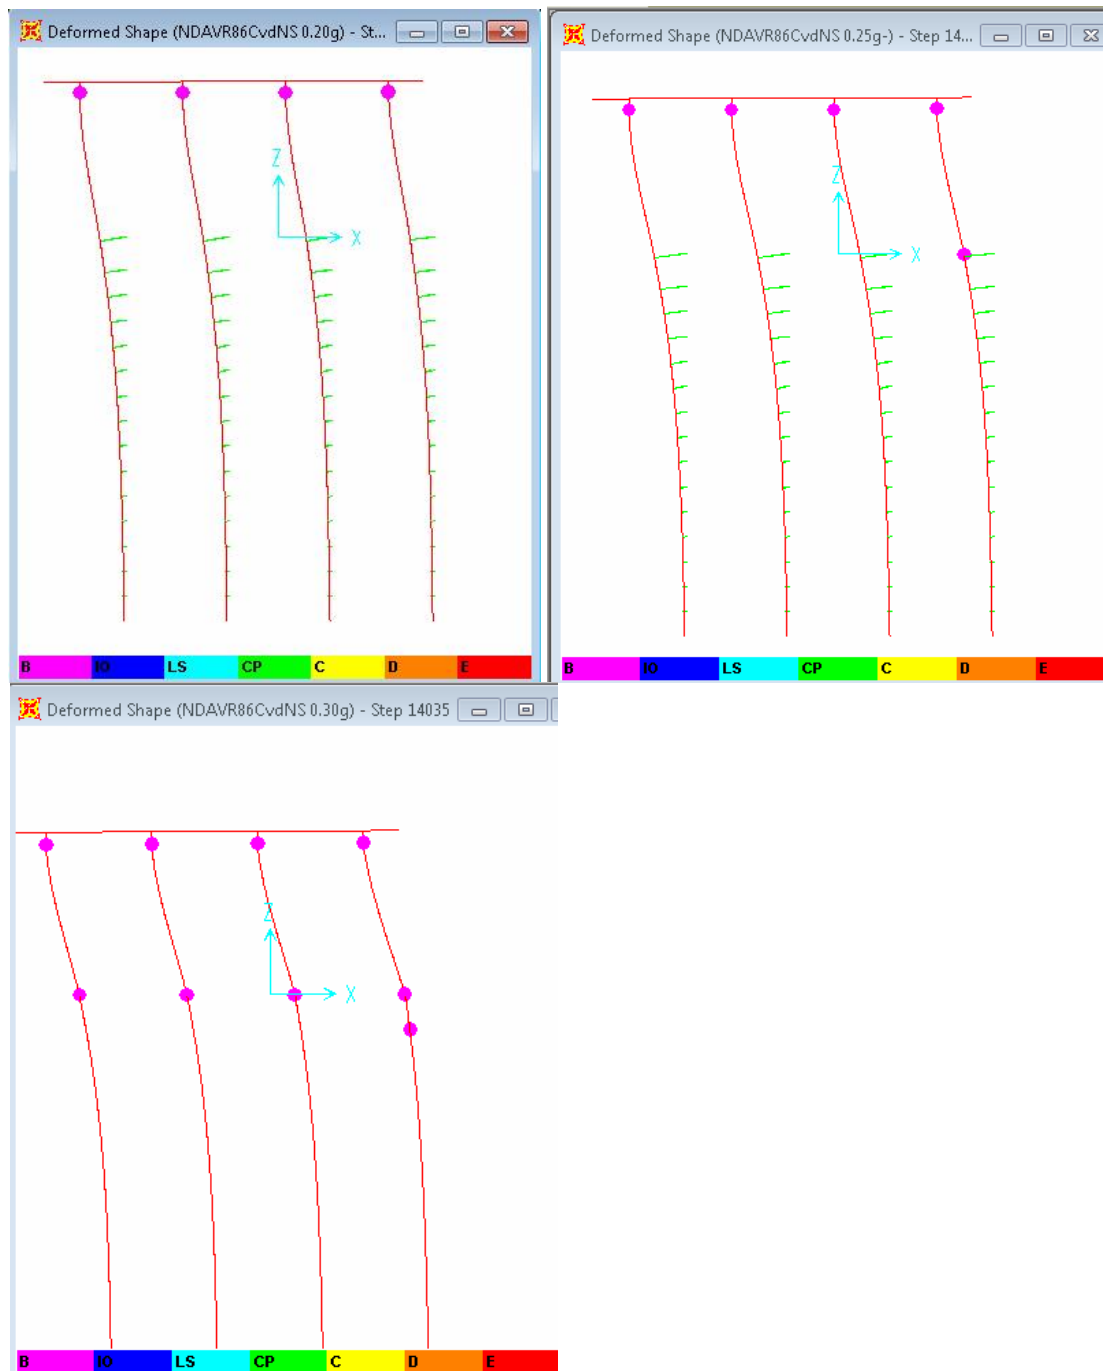 Deformed Shape (NDAVR86CvdNS 0.20g) - St...
Z
X
B IO LS CP C D E
Deformed Shape (NDAVR86CvdNS 0.25g-) - Step 14...
Z
X
B IO LS CP C D E
Deformed Shape (NDAVR86CvdNS 0.30g) - Step 14035
Z
X
B IO LS CP C D E